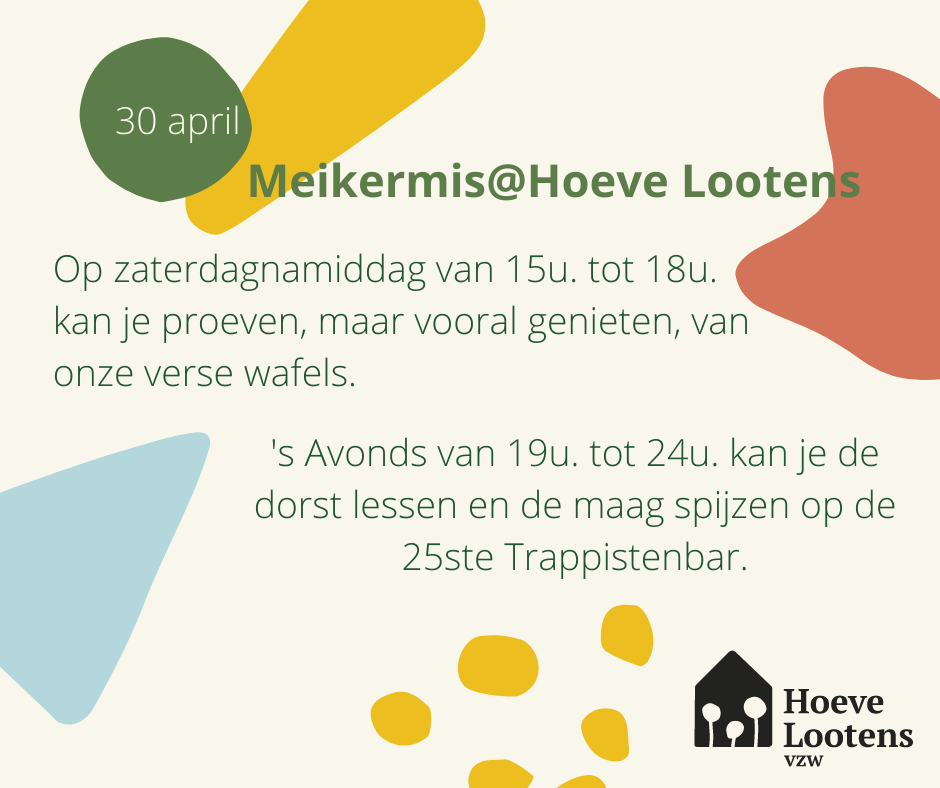 30 april
Meikermis@Hoeve Lootens
Op zaterdagnamiddag van 15u. tot 18u.
kan je proeven, maar vooral genieten, van
onze verse wafels.
's Avonds van 19u. tot 24u. kan je de
dorst lessen en de maag spijzen op de
25ste Trappistenbar.
Hoeve
Lootens
vzw